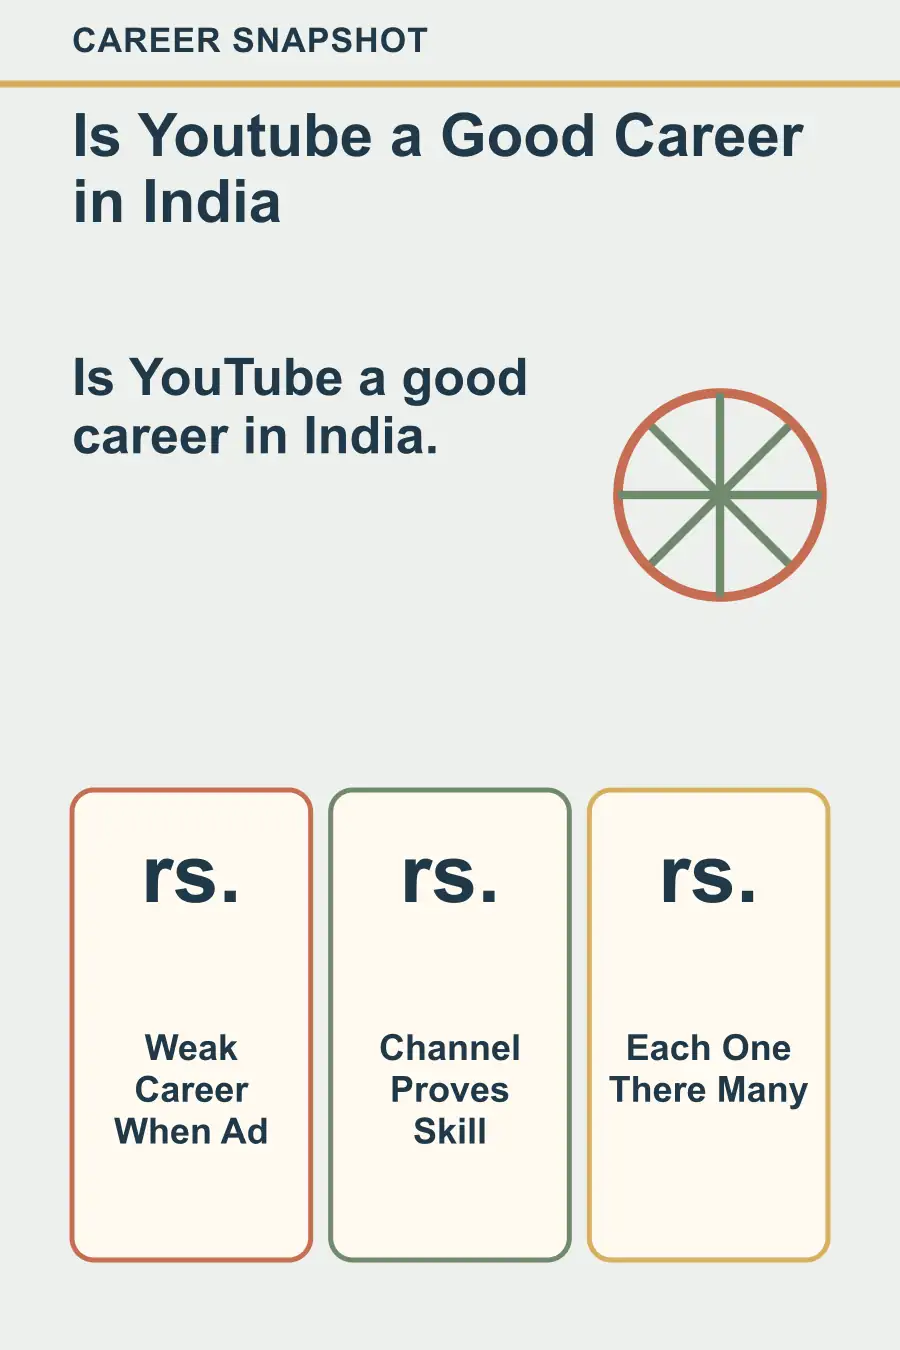 CAREER SNAPSHOT
Is Youtube a Good Career
in India
Is YouTube a good
career in India.
rs.
Weak
Career
When Ad
rs.
Channel
Proves
Skill
rs.
Each One
There Many